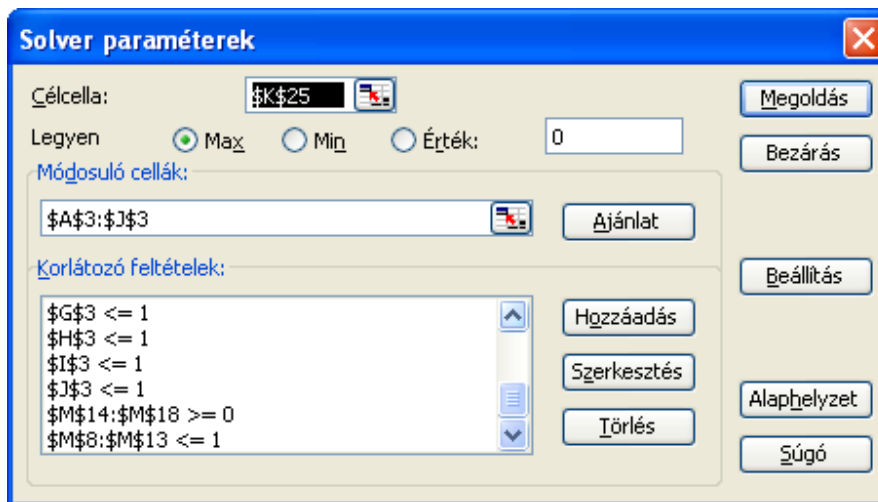 Solver paraméterek
Célcella: $K$25
Megoldás
Legyen Max Min Érték: 0
Bezárás
Módosuló cellák:
$A$3:$J$3
Ajánlat
Korlátozó feltételek:
Beállítás
$G$3 <= 1
Hozzáadás
$H$3 <= 1
$I$3 <= 1
Szerkesztés
$J$3 <= 1
Alaphelyzet
$M$14:$M$18 >= 0
Törlés
$M$8:$M$13 <= 1
Súgó